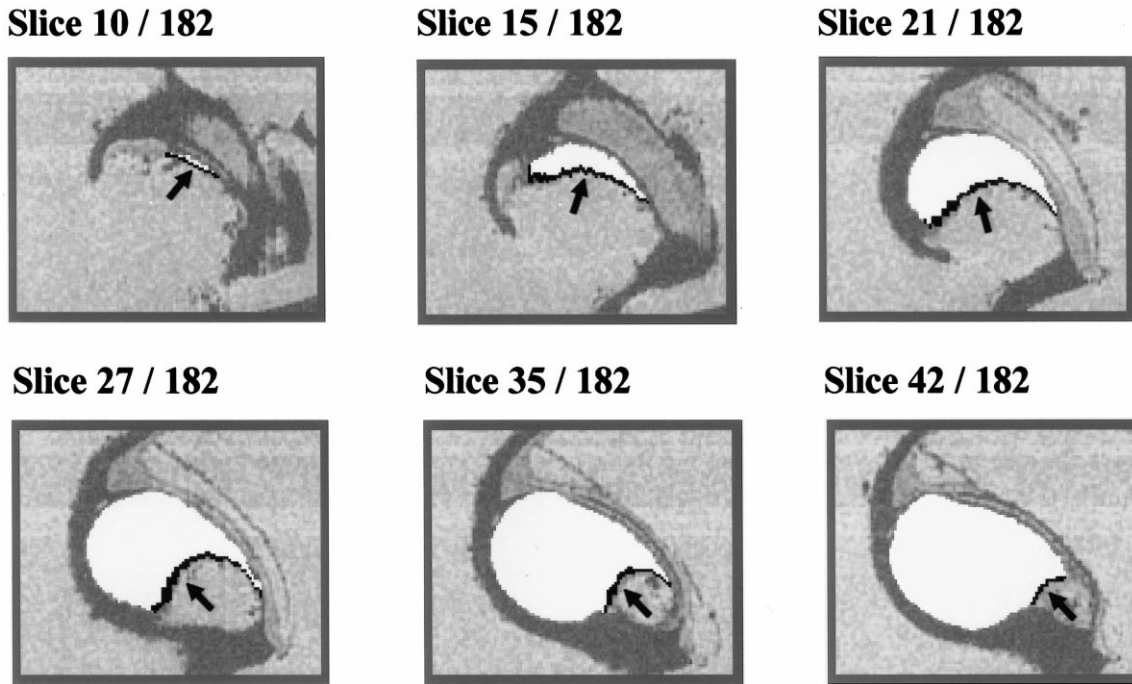 Slice 10 / 182
Slice 15 / 182
Slice 21 / 182
Slice 27 / 182
Slice 35 / 182
Slice 42 / 182